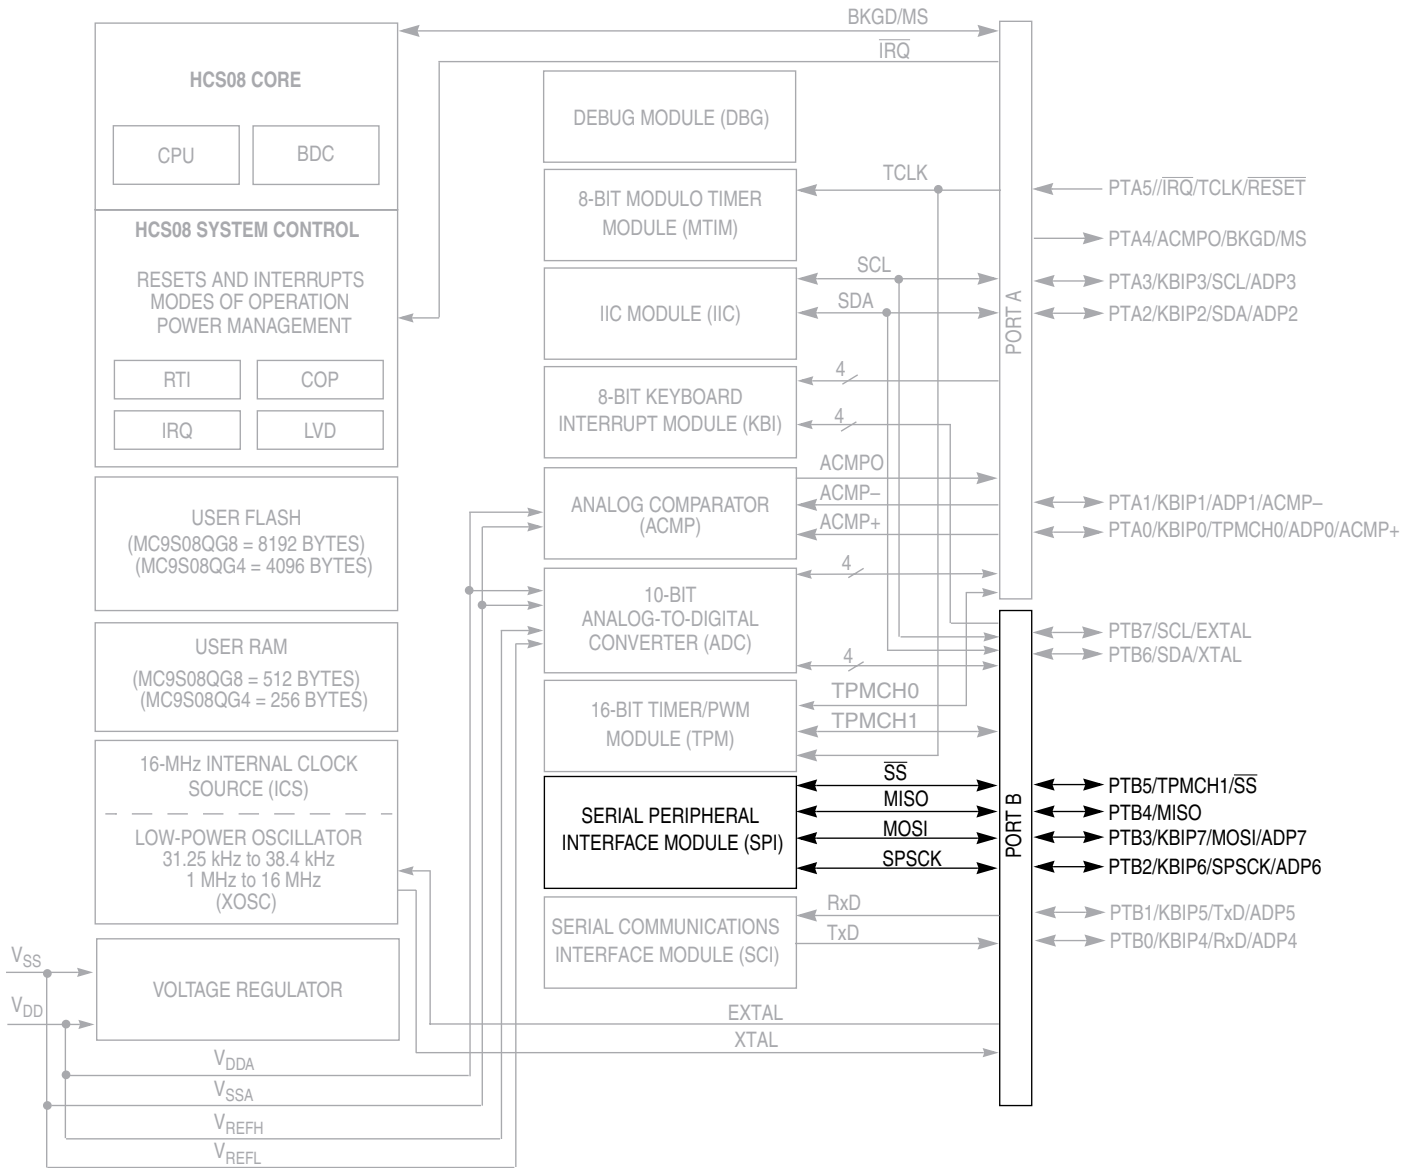 BKGD/MS
IRQ
HCS08 CORE
CPU
BDC
HCS08 SYSTEM CONTROL
RESETS AND INTERRUPTS
MODES OF OPERATION
POWER MANAGEMENT
RTI
COP
IRQ
LVD
USER FLASH
(MC9S08QG8 = 8192 BYTES)
(MC9S08QG4 = 4096 BYTES)
USER RAM
(MC9S08QG8 = 512 BYTES)
(MC9S08QG4 = 256 BYTES)
16-MHz INTERNAL CLOCK
SOURCE (ICS)
LOW-POWER OSCILLATOR
31.25 kHz to 38.4 kHz
1 MHz to 16 MHz
(XOSC)
VOLTAGE REGULATOR
VSS
VDD
VDDA
VSSA
VREFH
VREFL
DEBUG MODULE (DBG)
8-BIT MODULO TIMER
MODULE (MTIM)
TCLK
IIC MODULE (IIC)
SCL
SDA
8-BIT KEYBOARD
INTERRUPT MODULE (KBI)
4
4
ANALOG COMPARATOR
(ACMP)
ACMPO
ACMP–
ACMP+
10-BIT
ANALOG-TO-DIGITAL
CONVERTER (ADC)
4
4
16-BIT TIMER/PWM
MODULE (TPM)
TPMCH0
TPMCH1
SERIAL PERIPHERAL
INTERFACE MODULE (SPI)
SS
MISO
MOSI
SPSCK
SERIAL COMMUNICATIONS
INTERFACE MODULE (SCI)
RxD
TxD
EXTAL
XTAL
PORT A
PORT B
PTA5//IRQ/TCLK/RESET
PTA4/ACMPO/BKGD/MS
PTA3/KBIP3/SCL/ADP3
PTA2/KBIP2/SDA/ADP2
PTA1/KBIP1/ADP1/ACMP–
PTA0/KBIP0/TPMCH0/ADP0/ACMP+
PTB7/SCL/EXTAL
PTB6/SDA/XTAL
PTB5/TPMCH1/SS
PTB4/MISO
PTB3/KBIP7/MOSI/ADP7
PTB2/KBIP6/SPSCK/ADP6
PTB1/KBIP5/TxD/ADP5
PTB0/KBIP4/RxD/ADP4